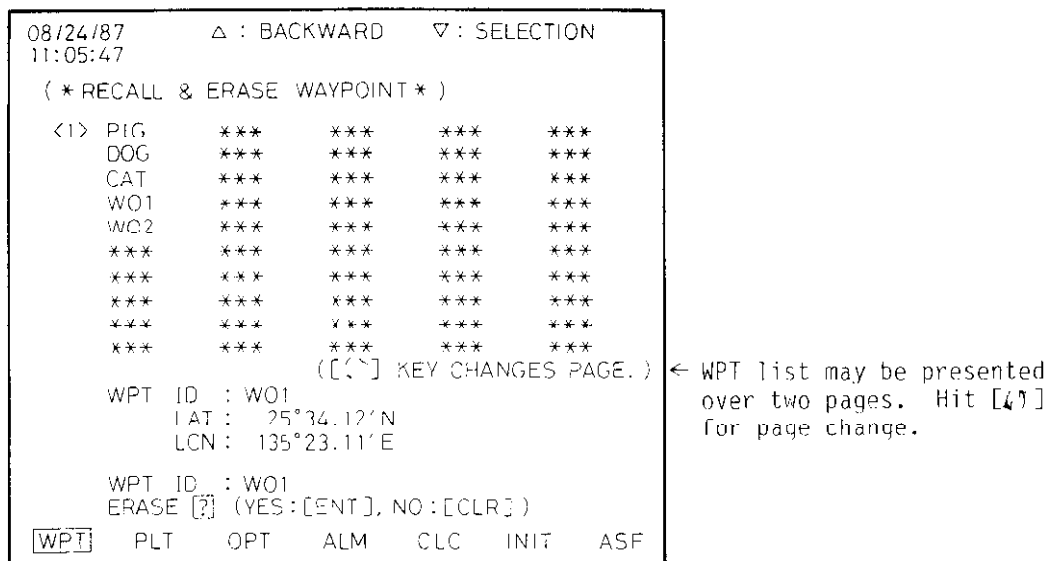 08/24/87 △ : BACKWARD ▽ : SELECTION
11:05:47
( * RECALL & ERASE WAYPOINT * )
<1> PIG *** *** *** ***
DOG *** *** *** ***
CAT *** *** *** ***
WO1 *** *** *** ***
WO2 *** *** *** ***
*** *** *** *** ***
*** *** *** *** ***
*** *** *** *** ***
*** *** *** *** ***
*** *** *** *** ***
KEY CHANGES PAGE. )
← WPT list may be presented
over two pages. Hit
for page change.
WPT ID : WO1
LAT : 25°34.12'N
LON : 135°23.11'E
WPT ID : WO1
ERASE [?] (YES:[ENT], NO:[CLR])
WPT PLT OPT ALM CLC INIT ASF